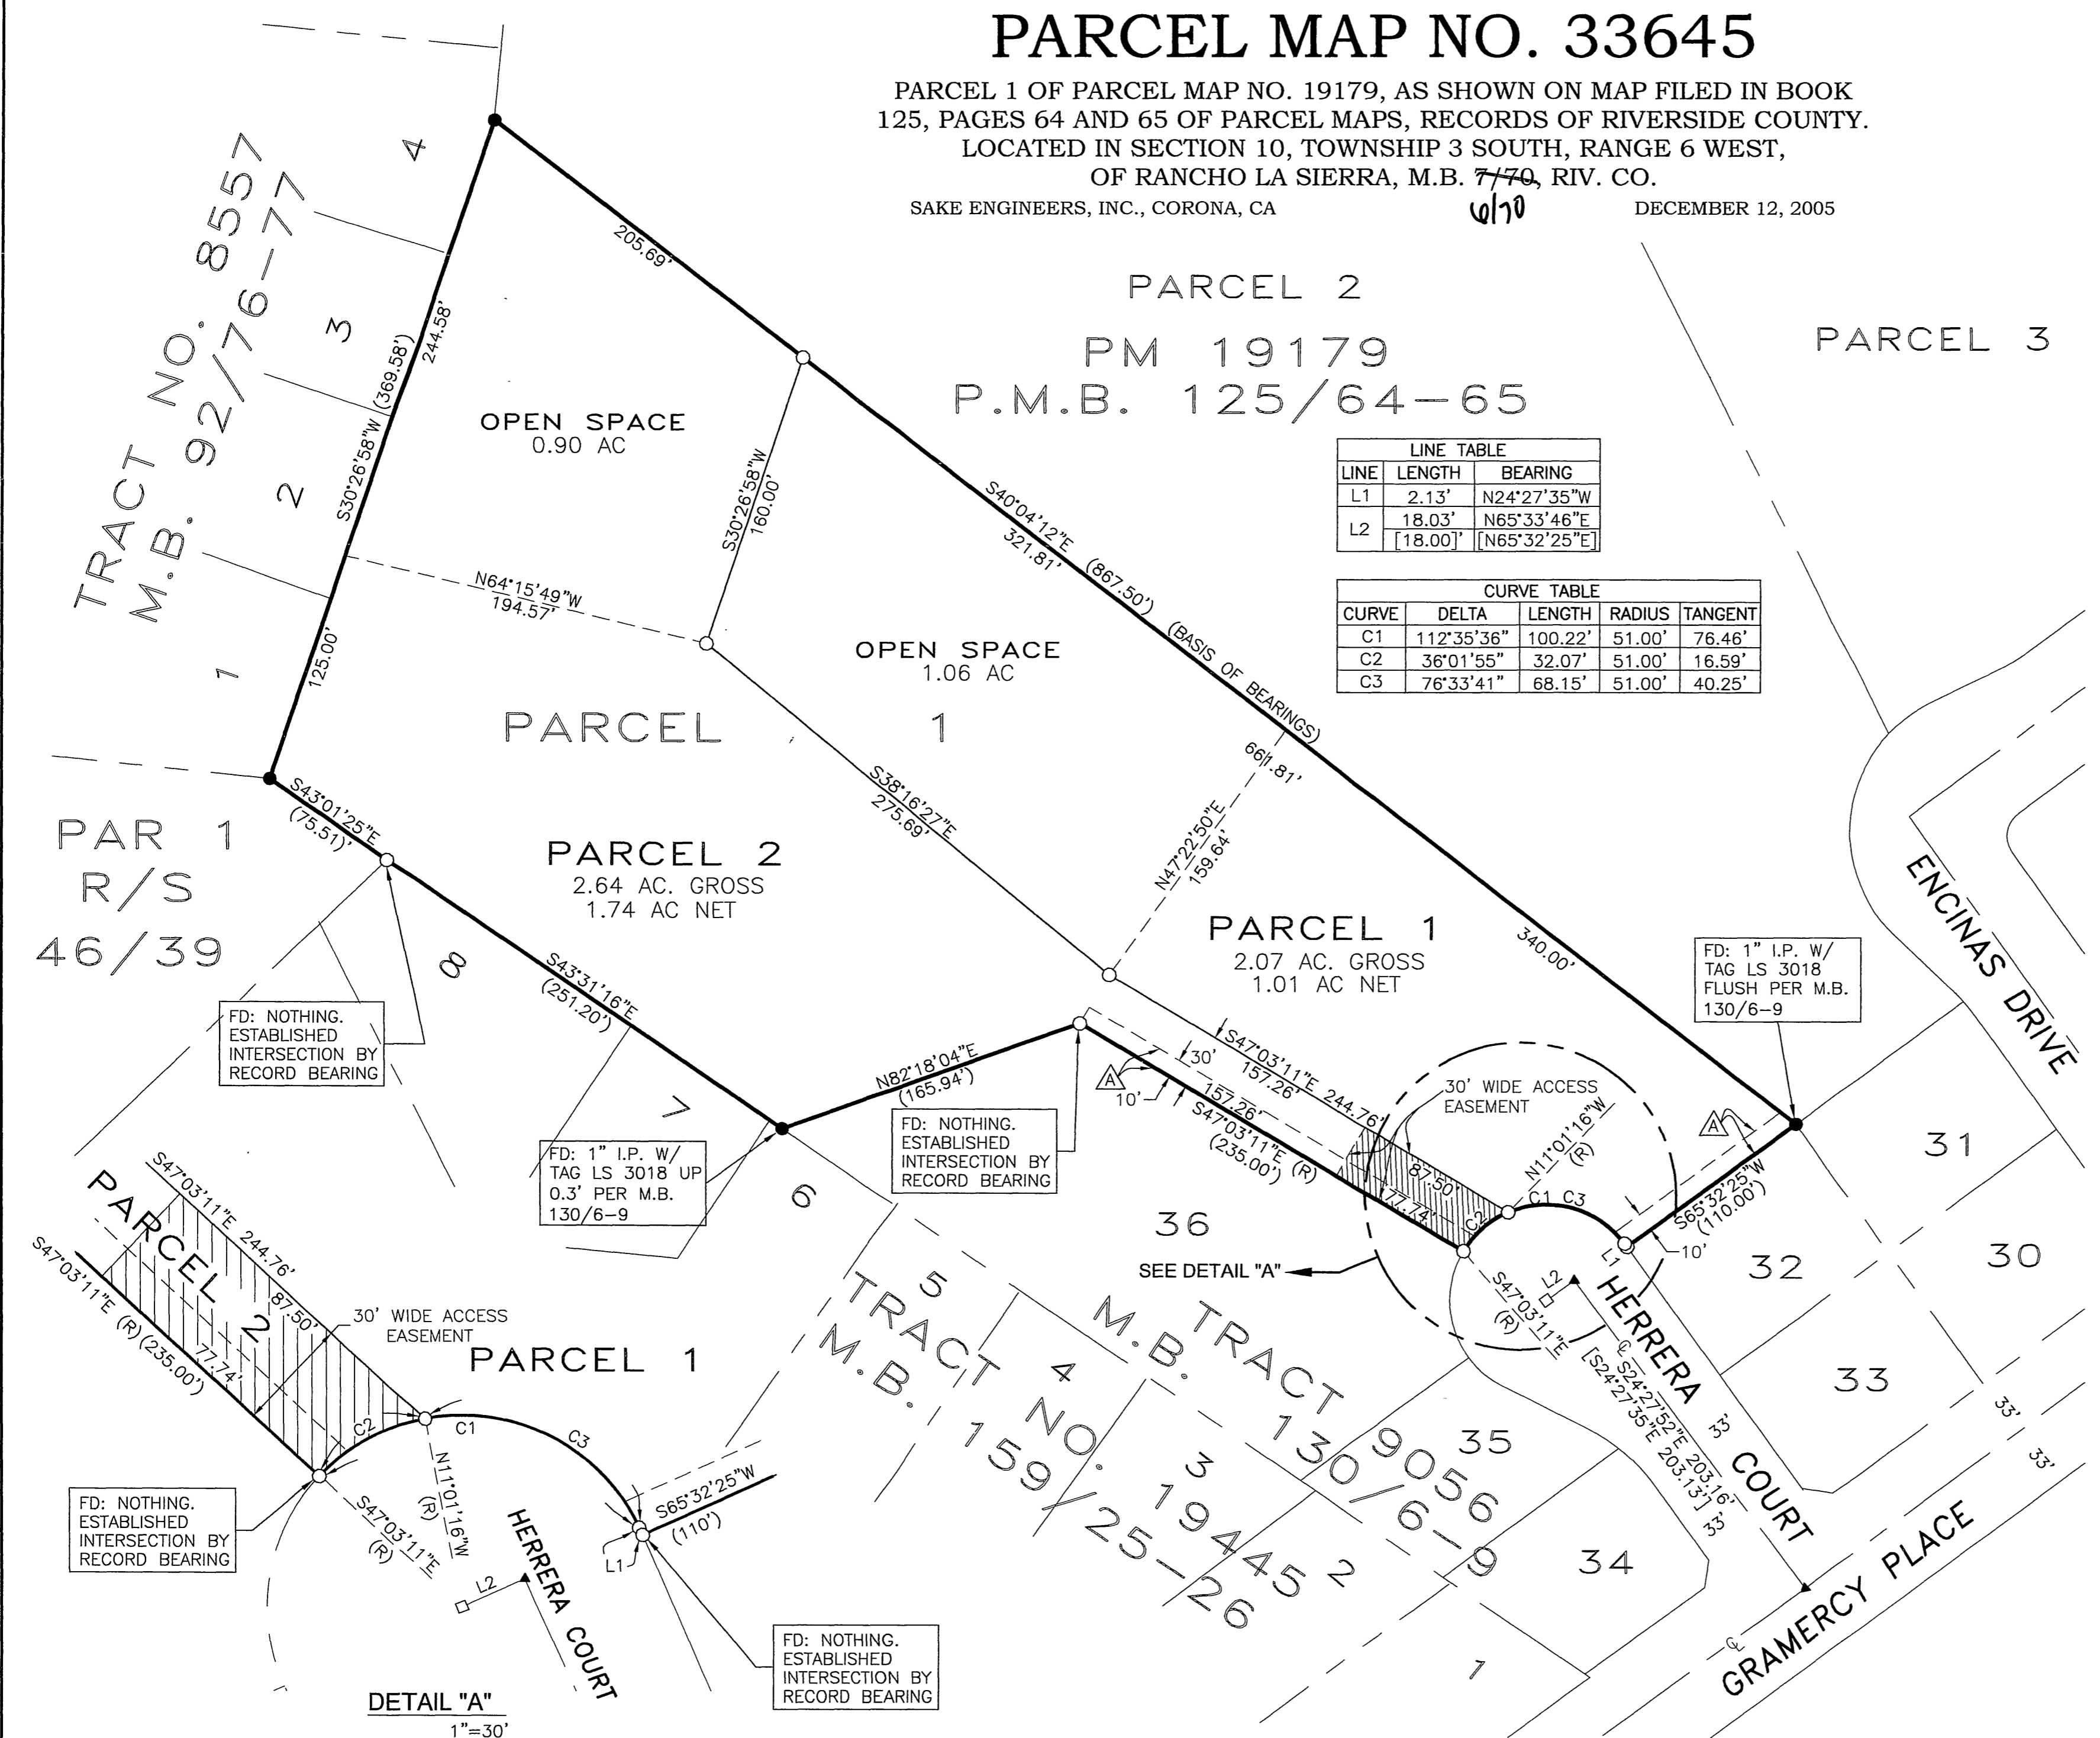 PARCEL MAP NO. 33645
PARCEL 1 OF PARCEL MAP NO. 19179, AS SHOWN ON MAP FILED IN BOOK
125, PAGES 64 AND 65 OF PARCEL MAPS, RECORDS OF RIVERSIDE COUNTY.
LOCATED IN SECTION 10, TOWNSHIP 3 SOUTH, RANGE 6 WEST,
OF RANCHO LA SIERRA, M.B. 7/70, RIV. CO.
6/70
SAKE ENGINEERS, INC., CORONA, CA
DECEMBER 12, 2005
TRACT NO. 8557
M.B. 92/76-77
4
3
2
1
205.69'
S30°26'58"W (369.58')
244.58'
125.00'
OPEN SPACE
0.90 AC
S30°26'58"W
160.00'
N64°15'49"W
194.57'
PARCEL 2
PM 19179
P.M.B. 125/64-65
PARCEL 3
S40°04'12"E (867.50') (BASIS OF BEARINGS)
321.81'
661.81'
340.00'
LINE TABLE
LINE LENGTH BEARING
L1 2.13' N24°27'35"W
L2 18.03' N65°33'46"E
[18.00]' [N65°32'25"E]
CURVE TABLE
CURVE DELTA LENGTH RADIUS TANGENT
C1 112°35'36" 100.22' 51.00' 76.46'
C2 36°01'55" 32.07' 51.00' 16.59'
C3 76°33'41" 68.15' 51.00' 40.25'
OPEN SPACE
1.06 AC
PARCEL 1
S38°16'27"E
275.69'
N47°22'50"E
159.64'
S43°01'25"E
(75.51)'
PAR 1
R/S
46/39
PARCEL 2
2.64 AC. GROSS
1.74 AC NET
PARCEL 1
2.07 AC. GROSS
1.01 AC NET
ENCINAS DRIVE
FD: 1" I.P. W/
TAG LS 3018
FLUSH PER M.B.
130/6-9
8
S43°31'16"E
(251.20')
FD: NOTHING.
ESTABLISHED
INTERSECTION BY
RECORD BEARING
7
N82°18'04"E
(165.94')
FD: NOTHING.
ESTABLISHED
INTERSECTION BY
RECORD BEARING
FD: 1" I.P. W/
TAG LS 3018 UP
0.3' PER M.B.
130/6-9
6
A
10'
30'
S47°03'11"E 244.76'
157.26'
157.26'
S47°03'11"E (R)
(235.00')
87.50'
77.74'
30' WIDE ACCESS
EASEMENT
N11°01'16"W
(R)
C1 C3
C2
A
S65°32'25"W
(110.00')
10'
L1
L2
S47°03'11"E
(R)
31
32
30
33
36
SEE DETAIL "A"
HERRERA COURT
℄ S24°27'52"E 203.16'
[S24°27'35"E 203.13']
33'
33'
33'
33'
35
34
℄
GRAMERCY PLACE
TRACT 9056
M.B. 130/6-9
5
4
3
2
1
TRACT NO. 19445
M.B. 159/25-26
S47°03'11"E 244.76'
PARCEL 2
S47°03'11"E (R)(235.00')
87.50'
77.74'
30' WIDE ACCESS
EASEMENT
PARCEL 1
C2
C1
C3
N11°01'16"W
(R)
S47°03'11"E
(R)
S65°32'25"W
(110')
L1
L2
HERRERA COURT
FD: NOTHING.
ESTABLISHED
INTERSECTION BY
RECORD BEARING
FD: NOTHING.
ESTABLISHED
INTERSECTION BY
RECORD BEARING
DETAIL "A"
1"=30'